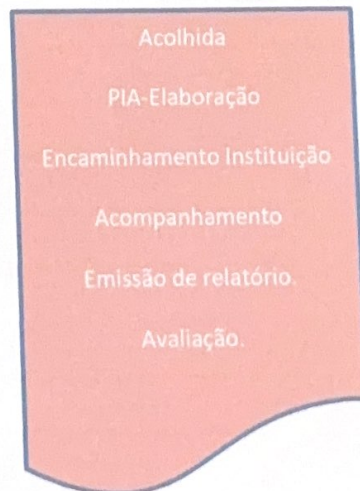 Acolhida
PIA-Elaboração
Encaminhamento Instituição
Acompanhamento
Emissão de relatório.
Avaliação.